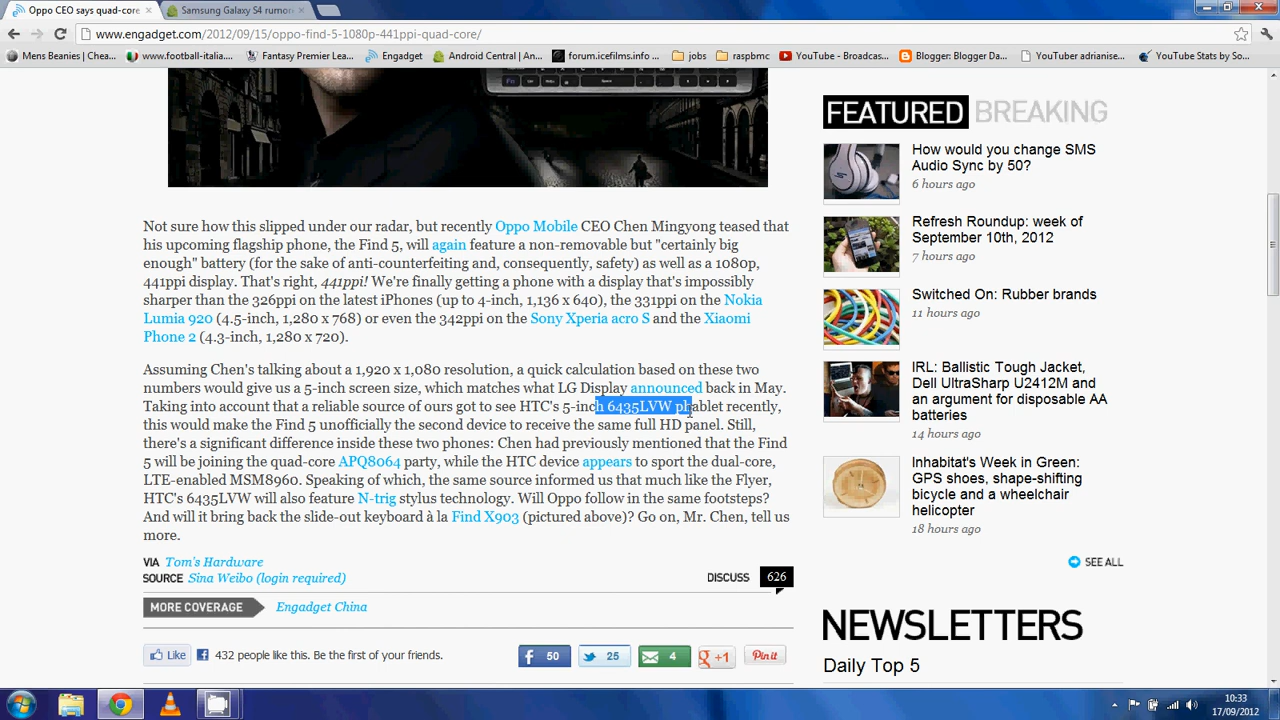 Oppo CEO says quad-core
Samsung Galaxy S4 rumor
www.engadget.com/2012/09/15/oppo-find-5-1080p-441ppi-quad-core/
Mens Beanies | Chea...
www.football-italia....
Fantasy Premier Lea...
Engadget
Android Central | An...
forum.icefilms.info ...
jobs
raspbmc
YouTube - Broadcas...
Blogger: Blogger Da...
YouTuber adrianise...
YouTube Stats by So...
Not sure how this slipped under our radar, but recently Oppo Mobile CEO Chen Mingyong teased that
his upcoming flagship phone, the Find 5, will again feature a non-removable but "certainly big
enough" battery (for the sake of anti-counterfeiting and, consequently, safety) as well as a 1080p,
441ppi display. That's right, 441ppi! We're finally getting a phone with a display that's impossibly
sharper than the 326ppi on the latest iPhones (up to 4-inch, 1,136 x 640), the 331ppi on the Nokia
Lumia 920 (4.5-inch, 1,280 x 768) or even the 342ppi on the Sony Xperia acro S and the Xiaomi
Phone 2 (4.3-inch, 1,280 x 720).
Assuming Chen's talking about a 1,920 x 1,080 resolution, a quick calculation based on these two
numbers would give us a 5-inch screen size, which matches what LG Display announced back in May.
Taking into account that a reliable source of ours got to see HTC's 5-inch 6435LVW phablet recently,
this would make the Find 5 unofficially the second device to receive the same full HD panel. Still,
there's a significant difference inside these two phones: Chen had previously mentioned that the Find
5 will be joining the quad-core APQ8064 party, while the HTC device appears to sport the dual-core,
LTE-enabled MSM8960. Speaking of which, the same source informed us that much like the Flyer,
HTC's 6435LVW will also feature N-trig stylus technology. Will Oppo follow in the same footsteps?
And will it bring back the slide-out keyboard à la Find X903 (pictured above)? Go on, Mr. Chen, tell us
more.
VIA Tom's Hardware
SOURCE Sina Weibo (login required)
DISCUSS 626
MORE COVERAGE Engadget China
Like 432 people like this. Be the first of your friends.
50
25
4
+1
Pin it
FEATURED BREAKING
How would you change SMS
Audio Sync by 50?
6 hours ago
Refresh Roundup: week of
September 10th, 2012
7 hours ago
Switched On: Rubber brands
11 hours ago
IRL: Ballistic Tough Jacket,
Dell UltraSharp U2412M and
an argument for disposable AA
batteries
14 hours ago
Inhabitat's Week in Green:
GPS shoes, space-shifting
bicycle and a wheelchair
helicopter
18 hours ago
SEE ALL
NEWSLETTERS
Daily Top 5
10:33
17/09/2012